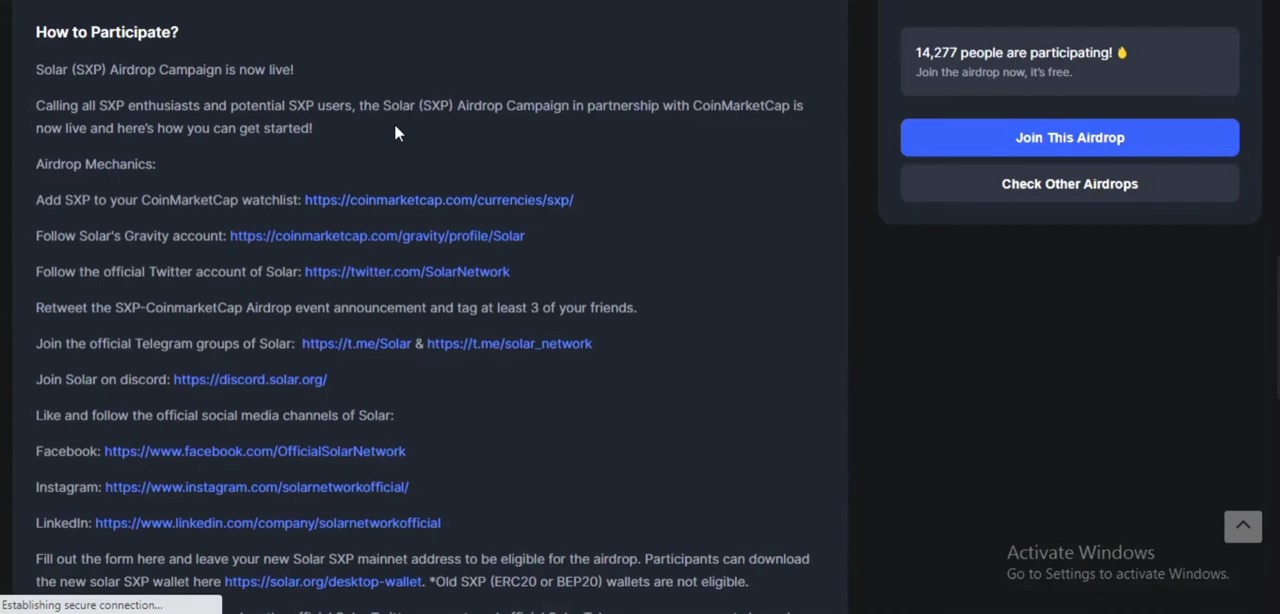 How to Participate?
Solar (SXP) Airdrop Campaign is now live!
Calling all SXP enthusiasts and potential SXP users, the Solar (SXP) Airdrop Campaign in partnership with CoinMarketCap is
now live and here's how you can get started!
Airdrop Mechanics:
Add SXP to your CoinMarketCap watchlist: https://coinmarketcap.com/currencies/sxp/
Follow Solar's Gravity account: https://coinmarketcap.com/gravity/profile/Solar
Follow the official Twitter account of Solar: https://twitter.com/SolarNetwork
Retweet the SXP-CoinmarketCap Airdrop event announcement and tag at least 3 of your friends.
Join the official Telegram groups of Solar: https://t.me/Solar & https://t.me/solar_network
Join Solar on discord: https://discord.solar.org/
Like and follow the official social media channels of Solar:
Facebook: https://www.facebook.com/OfficialSolarNetwork
Instagram: https://www.instagram.com/solarnetworkofficial/
LinkedIn: https://www.linkedin.com/company/solarnetworkofficial
Fill out the form here and leave your new Solar SXP mainnet address to be eligible for the airdrop. Participants can download
the new solar SXP wallet here https://solar.org/desktop-wallet. *Old SXP (ERC20 or BEP20) wallets are not eligible.
Establishing secure connection...
14,277 people are participating!
Join the airdrop now, it's free.
Join This Airdrop
Check Other Airdrops
Activate Windows
Go to Settings to activate Windows.